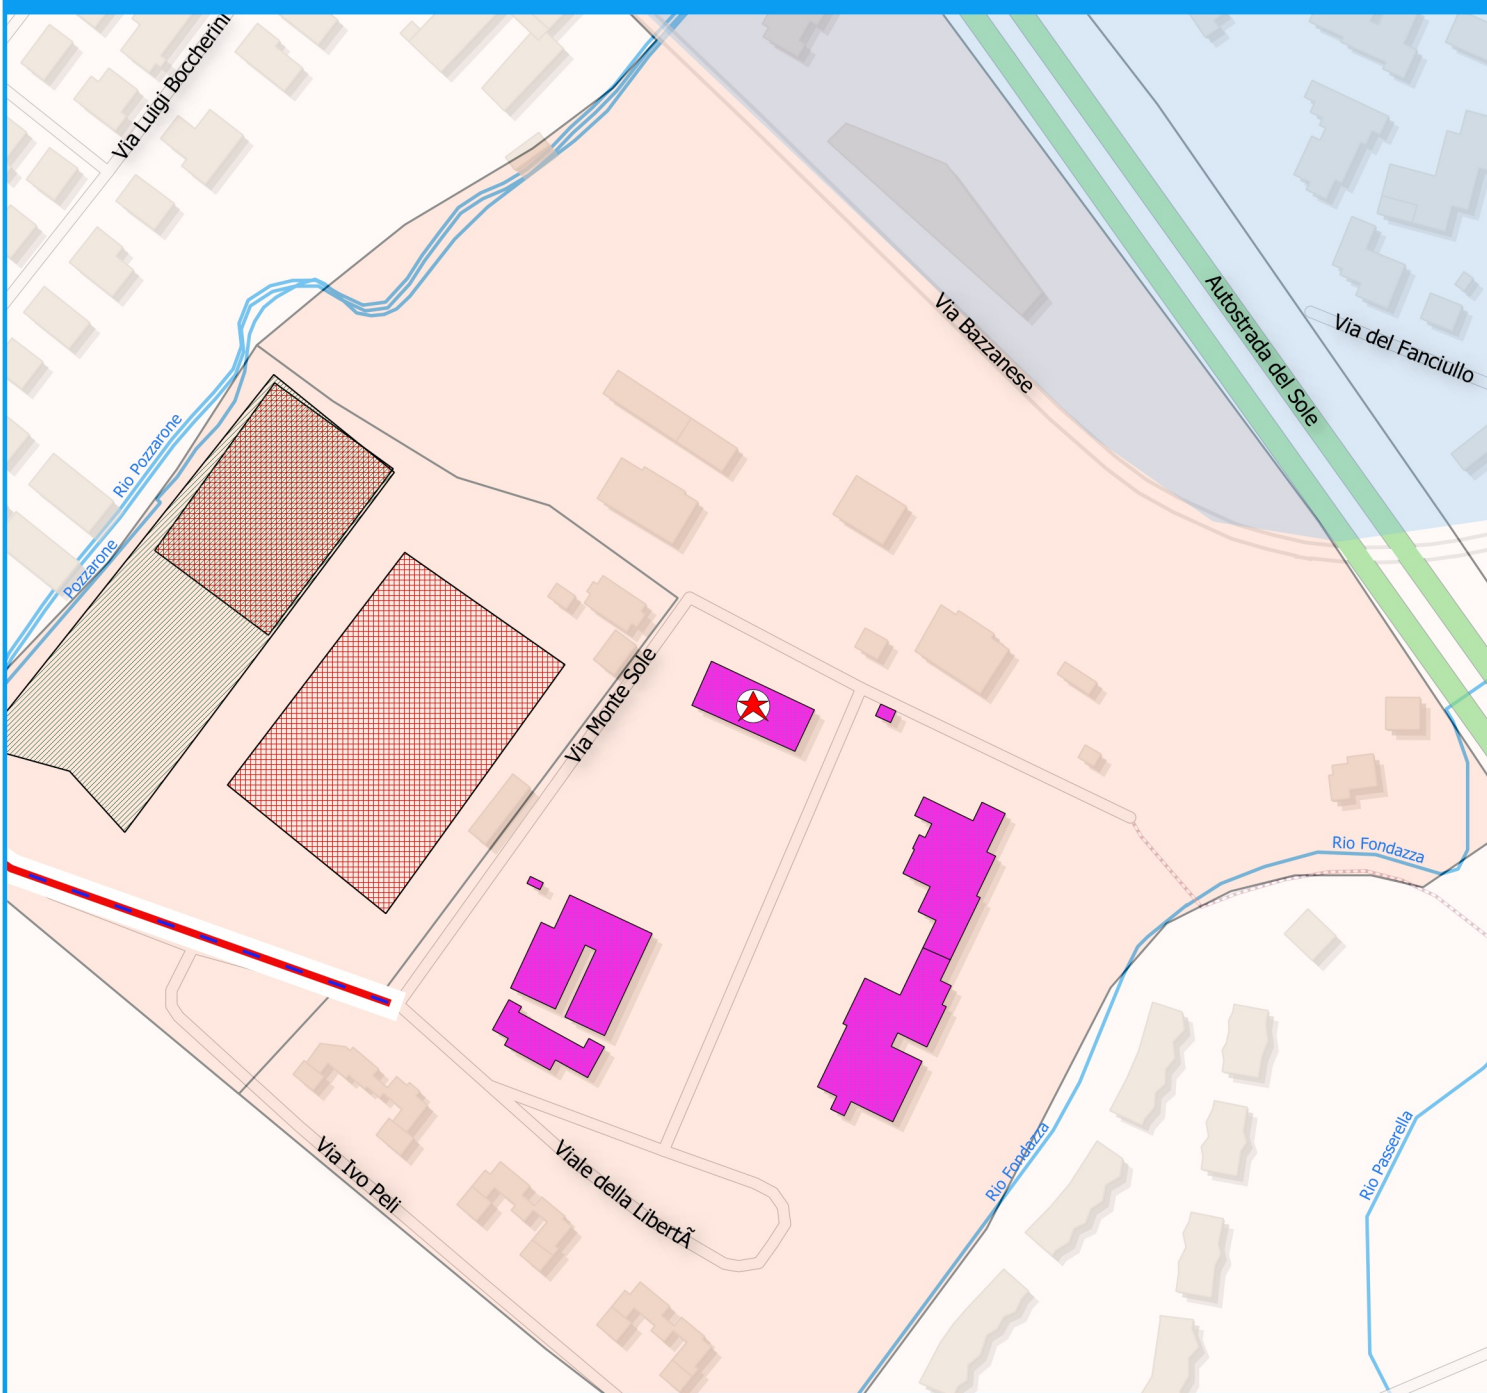 Via Luigi Boccherini
Via Bazzanese
Autostrada del Sole
Via del Fanciullo
Rio Pozzarone
Pozzarone
Via Monte Sole
Rio Fondazza
Rio Fondazza
Rio Passerella
Via Ivo Peli
Viale della LibertÃ